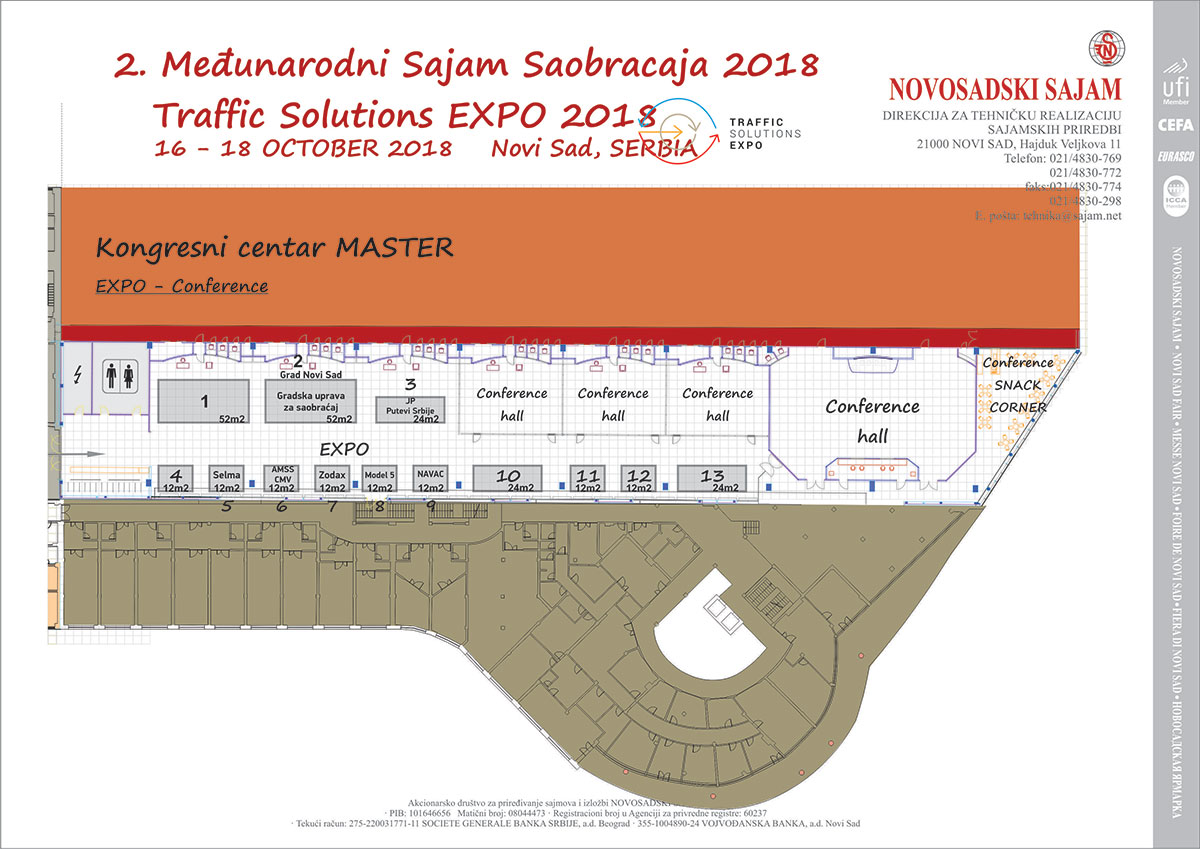 2. Međunarodni Sajam Saobracaja 2018
Traffic Solutions EXPO 2018
16 - 18 OCTOBER 2018 Novi Sad, SERBIA
TRAFFIC
SOLUTIONS
EXPO
NOVOSADSKI SAJAM
DIREKCIJA ZA TEHNIČKU REALIZACIJU
SAJAMSKIH PRIREDBI
21000 NOVI SAD, Hajduk Veljkova 11
Telefon: 021/4830-769
021/4830-772
faks:021/4830-774
021-4830-298
E. pošta: tehnika@sajam.net
ufi
Member
CEFA
EURASCO
ICCA
Member
NOVOSADSKI SAJAM • NOVI SAD FAIR • MESSE NOVI SAD • FOIRE DE NOVI SAD • FIERA DI NOVI SAD • НОВОСАДСКАЯ ЯРМАРКА
Kongresni centar MASTER
EXPO - Conference
1
52m2
2
Grad Novi Sad
Gradska uprava
za saobraćaj
52m2
3
JP
Putevi Srbije
24m2
Conference
hall
Conference
hall
Conference
hall
Conference
hall
Conference
SNACK
CORNER
EXPO
4
12m2
Selma
12m2
5
AMSS
CMV
12m2
6
Zodax
12m2
7
Model 5
12m2
8
NAVAC
12m2
9
10
24m2
11
12m2
12
12m2
13
24m2
Akcionarsko društvo za priređivanje sajmova i izložbi NOVOSADSKI
· PIB: 101646656 Matični broj: 08044473 · Registracioni broj u Agenciji za privredne registre: 60237
· Tekući račun: 275-220031771-11 SOCIETE GENERALE BANKA SRBIJE, a.d. Beograd · 355-1004890-24 VOJVOĐANSKA BANKA, a.d. Novi Sad